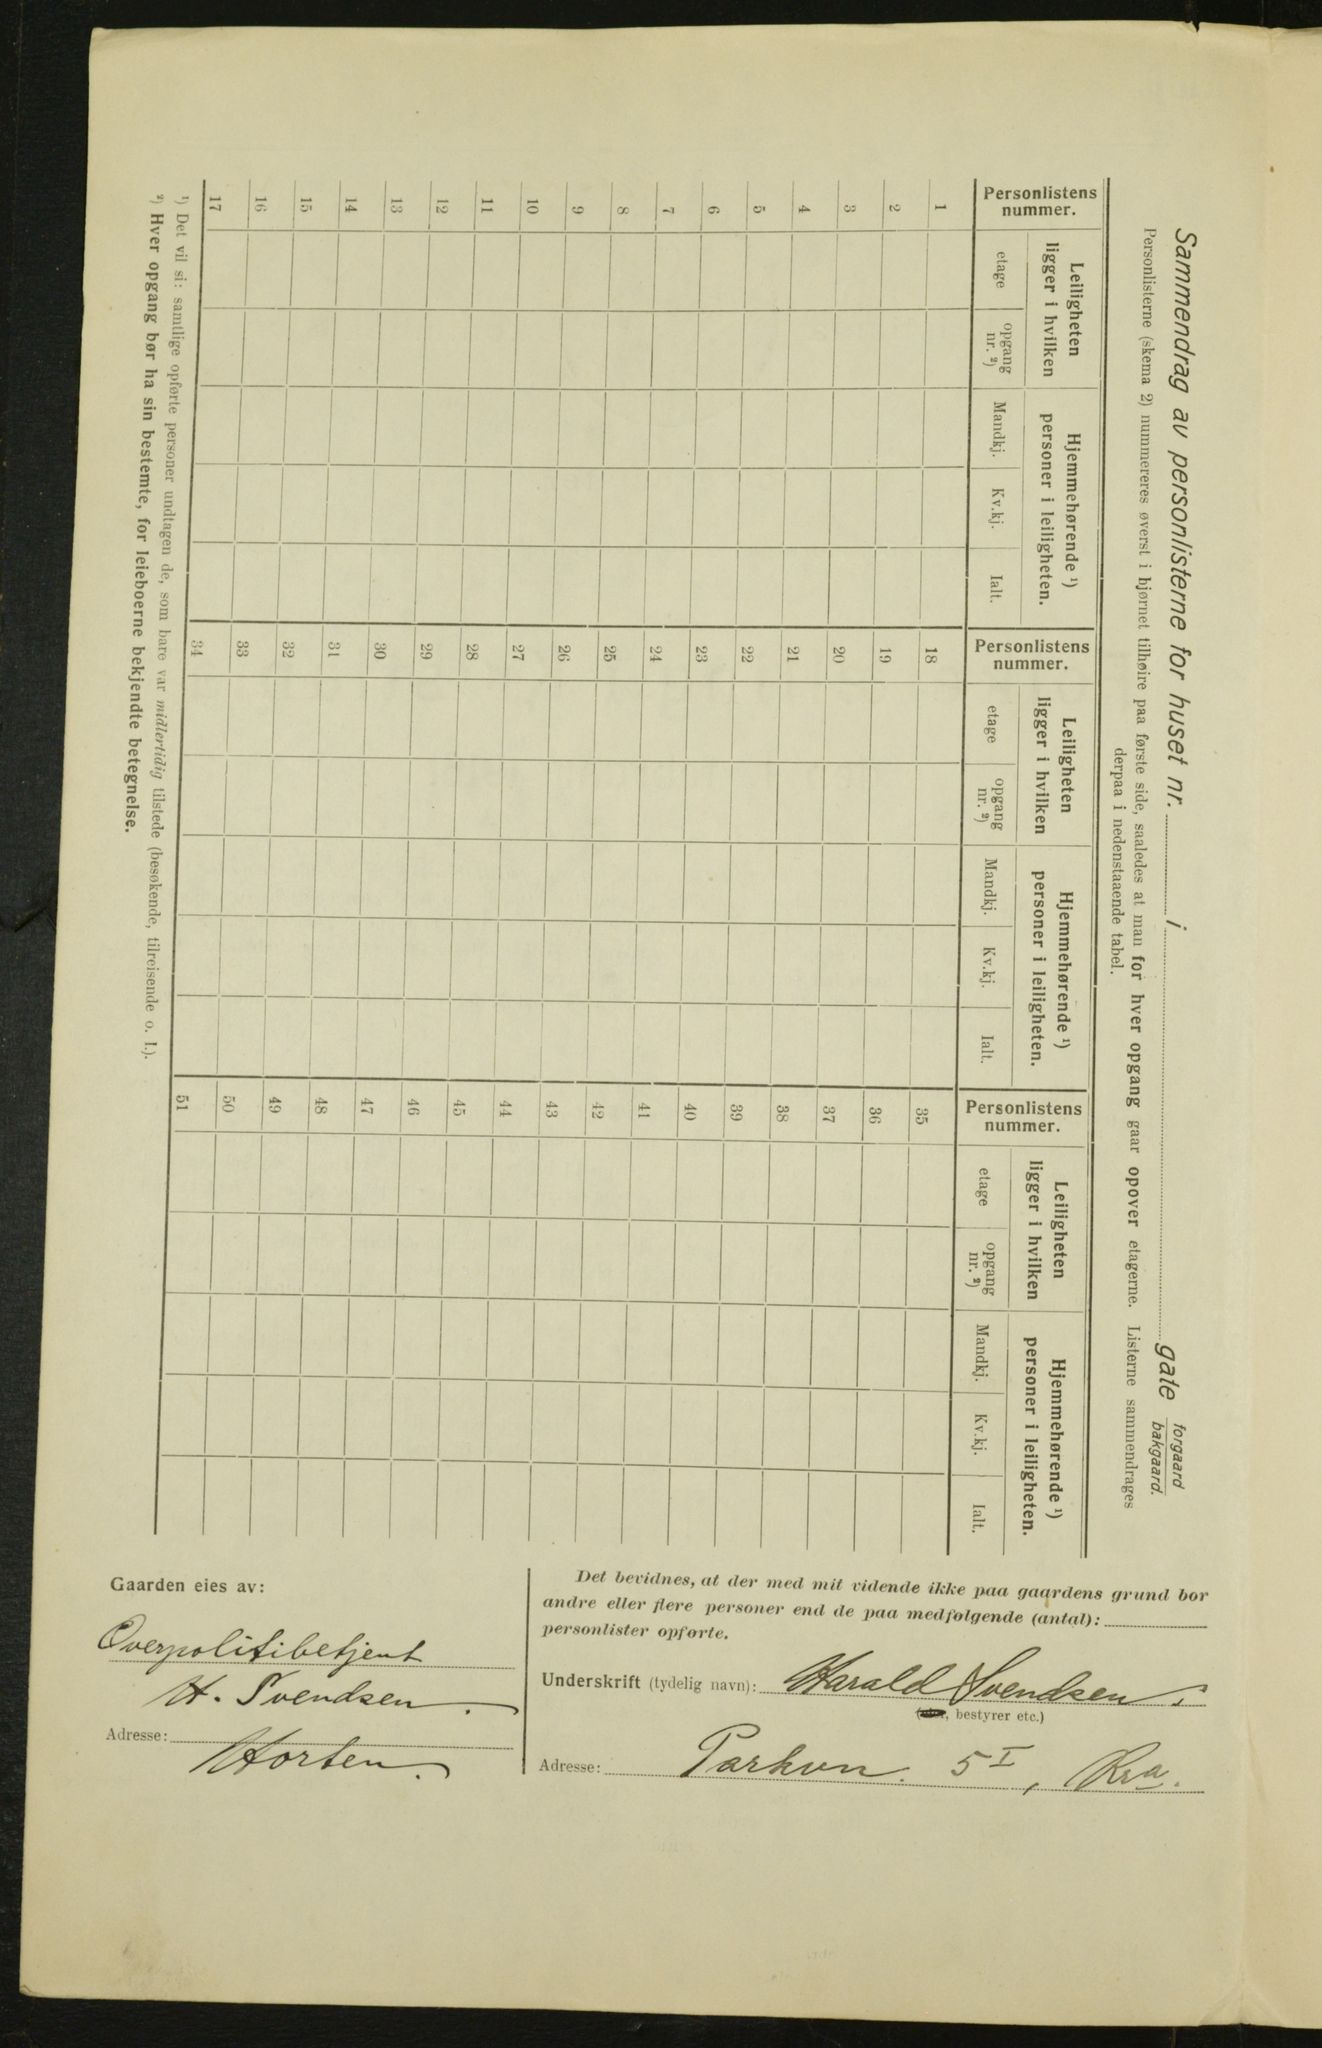 Sammendrag av personlisterne for huset nr. i gate forgaard bakgaard.
Personlisterne (skema 2) nummereres øverst i hjørnet tilhøire paa første side, saaledes at man for hver opgang gaar opover etagerne. Listerne sammendrages
derpaa i nedenstaaende tabel.
Personlistens nummer. Leiligheten ligger i hvilken Hjemmehørende ¹) personer i leiligheten.
etage opgang nr. ²) Mandkj. Kv.kj. Ialt.
Personlistens nummer. Leiligheten ligger i hvilken Hjemmehørende ¹) personer i leiligheten.
etage opgang nr. ²) Mandkj. Kv.kj. Ialt.
Personlistens nummer. Leiligheten ligger i hvilken Hjemmehørende ¹) personer i leiligheten.
etage opgang nr. ²) Mandkj. Kv.kj. Ialt.
1 18 35
2 19 36
3 20 37
4 21 38
5 22 39
6 23 40
7 24 41
8 25 42
9 26 43
10 27 44
11 28 45
12 29 46
13 30 47
14 31 48
15 32 49
16 33 50
17 34 51
¹) Det vil si: samtlige opførte personer undtagen de, som bare var midlertidig tilstede (besøkende, tilreisende o. l.).
²) Hver opgang bør ha sin bestemte, for leieboerne bekjendte betegnelse.
Gaarden eies av:
Overpolitibetjent
H. Svendsen.
Adresse:
Horten.
Det bevidnes, at der med mit vidende ikke paa gaardens grund bor
andre eller flere personer end de paa medfølgende (antal):
personlister opførte.
Underskrift (tydelig navn): Harald Svendsen.
, bestyrer etc.)
Adresse: Parkvn. 5 I, Kra.